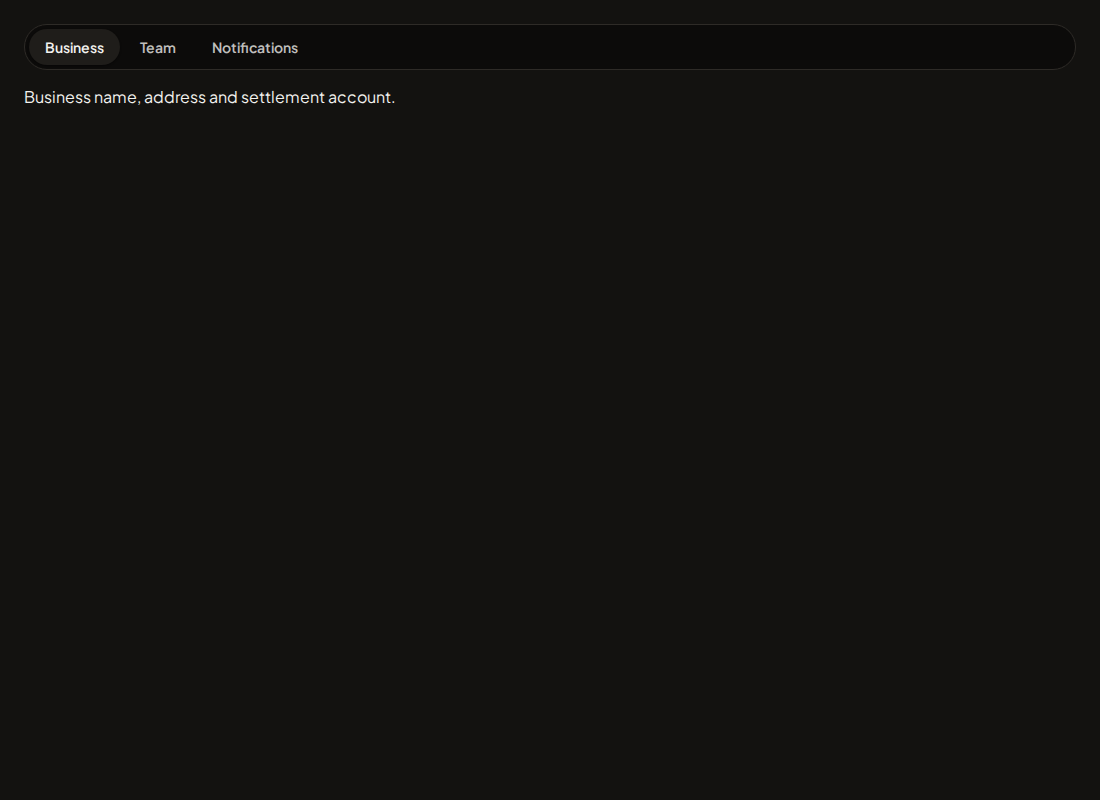 Business Team Notifications
Business name, address and settlement account.